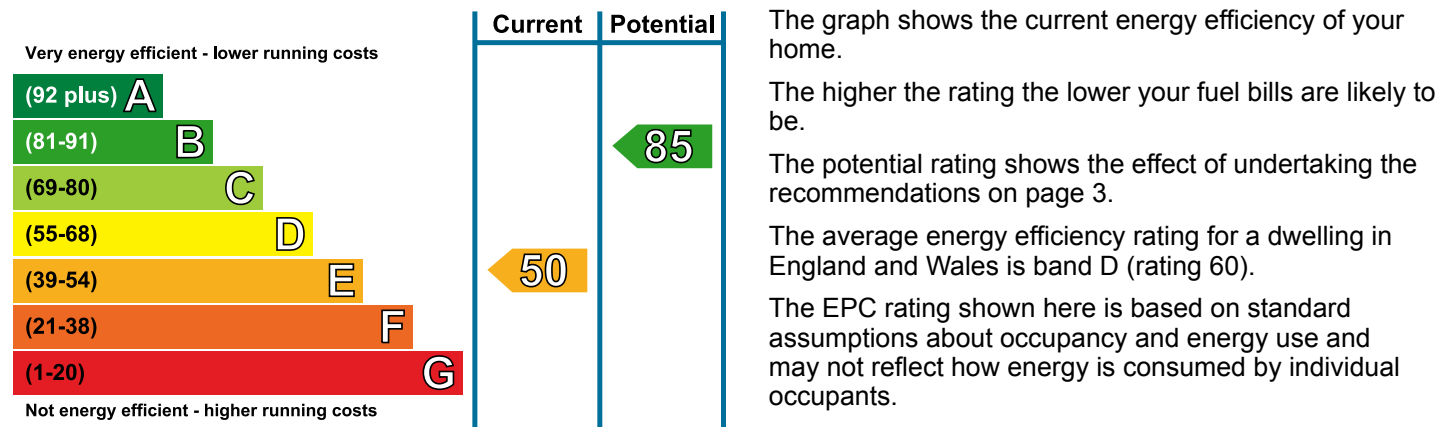 Current Potential
Very energy efficient - lower running costs
(92 plus) A
(81-91) B
85
(69-80) C
(55-68) D
(39-54) E
50
(21-38) F
(1-20) G
Not energy efficient - higher running costs
The graph shows the current energy efficiency of your
home.
The higher the rating the lower your fuel bills are likely to
be.
The potential rating shows the effect of undertaking the
recommendations on page 3.
The average energy efficiency rating for a dwelling in
England and Wales is band D (rating 60).
The EPC rating shown here is based on standard
assumptions about occupancy and energy use and
may not reflect how energy is consumed by individual
occupants.